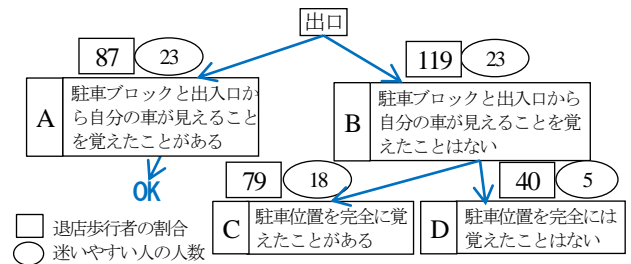 出口
87 23
119 23
A
駐車ブロックと出入口か
ら自分の車が見えること
を覚えたことがある
B
駐車ブロックと出入口から
自分の車が見えることを覚
えたことはない
OK
79 18
40 5
C
駐車位置を完全に覚
えたことがある
D
駐車位置を完全には
覚えたことはない
退店歩行者の割合
迷いやすい人の人数